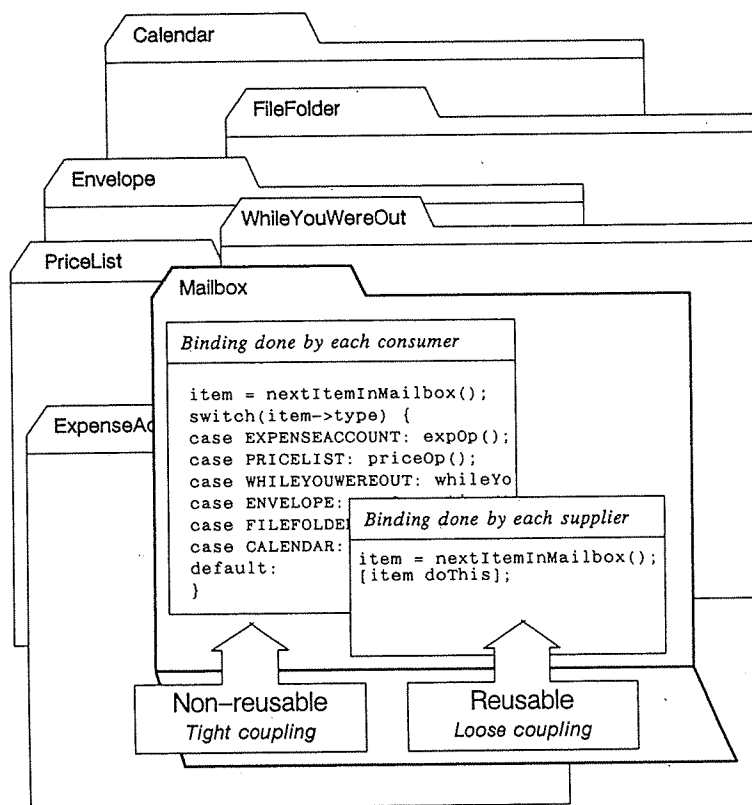 Calendar
FileFolder
Envelope
WhileYouWereOut
PriceList
Mailbox
ExpenseAc
Binding done by each consumer
item = nextItemInMailbox();
switch(item->type) {
case EXPENSEACCOUNT: expOp();
case PRICELIST: priceOp();
case WHILEYOUWEREOUT: whileYo
case ENVELOPE:
case FILEFOLDE
case CALENDAR:
default:
}
Binding done by each supplier
item = nextItemInMailbox();
[item doThis];
Non-reusable
Tight coupling
Reusable
Loose coupling